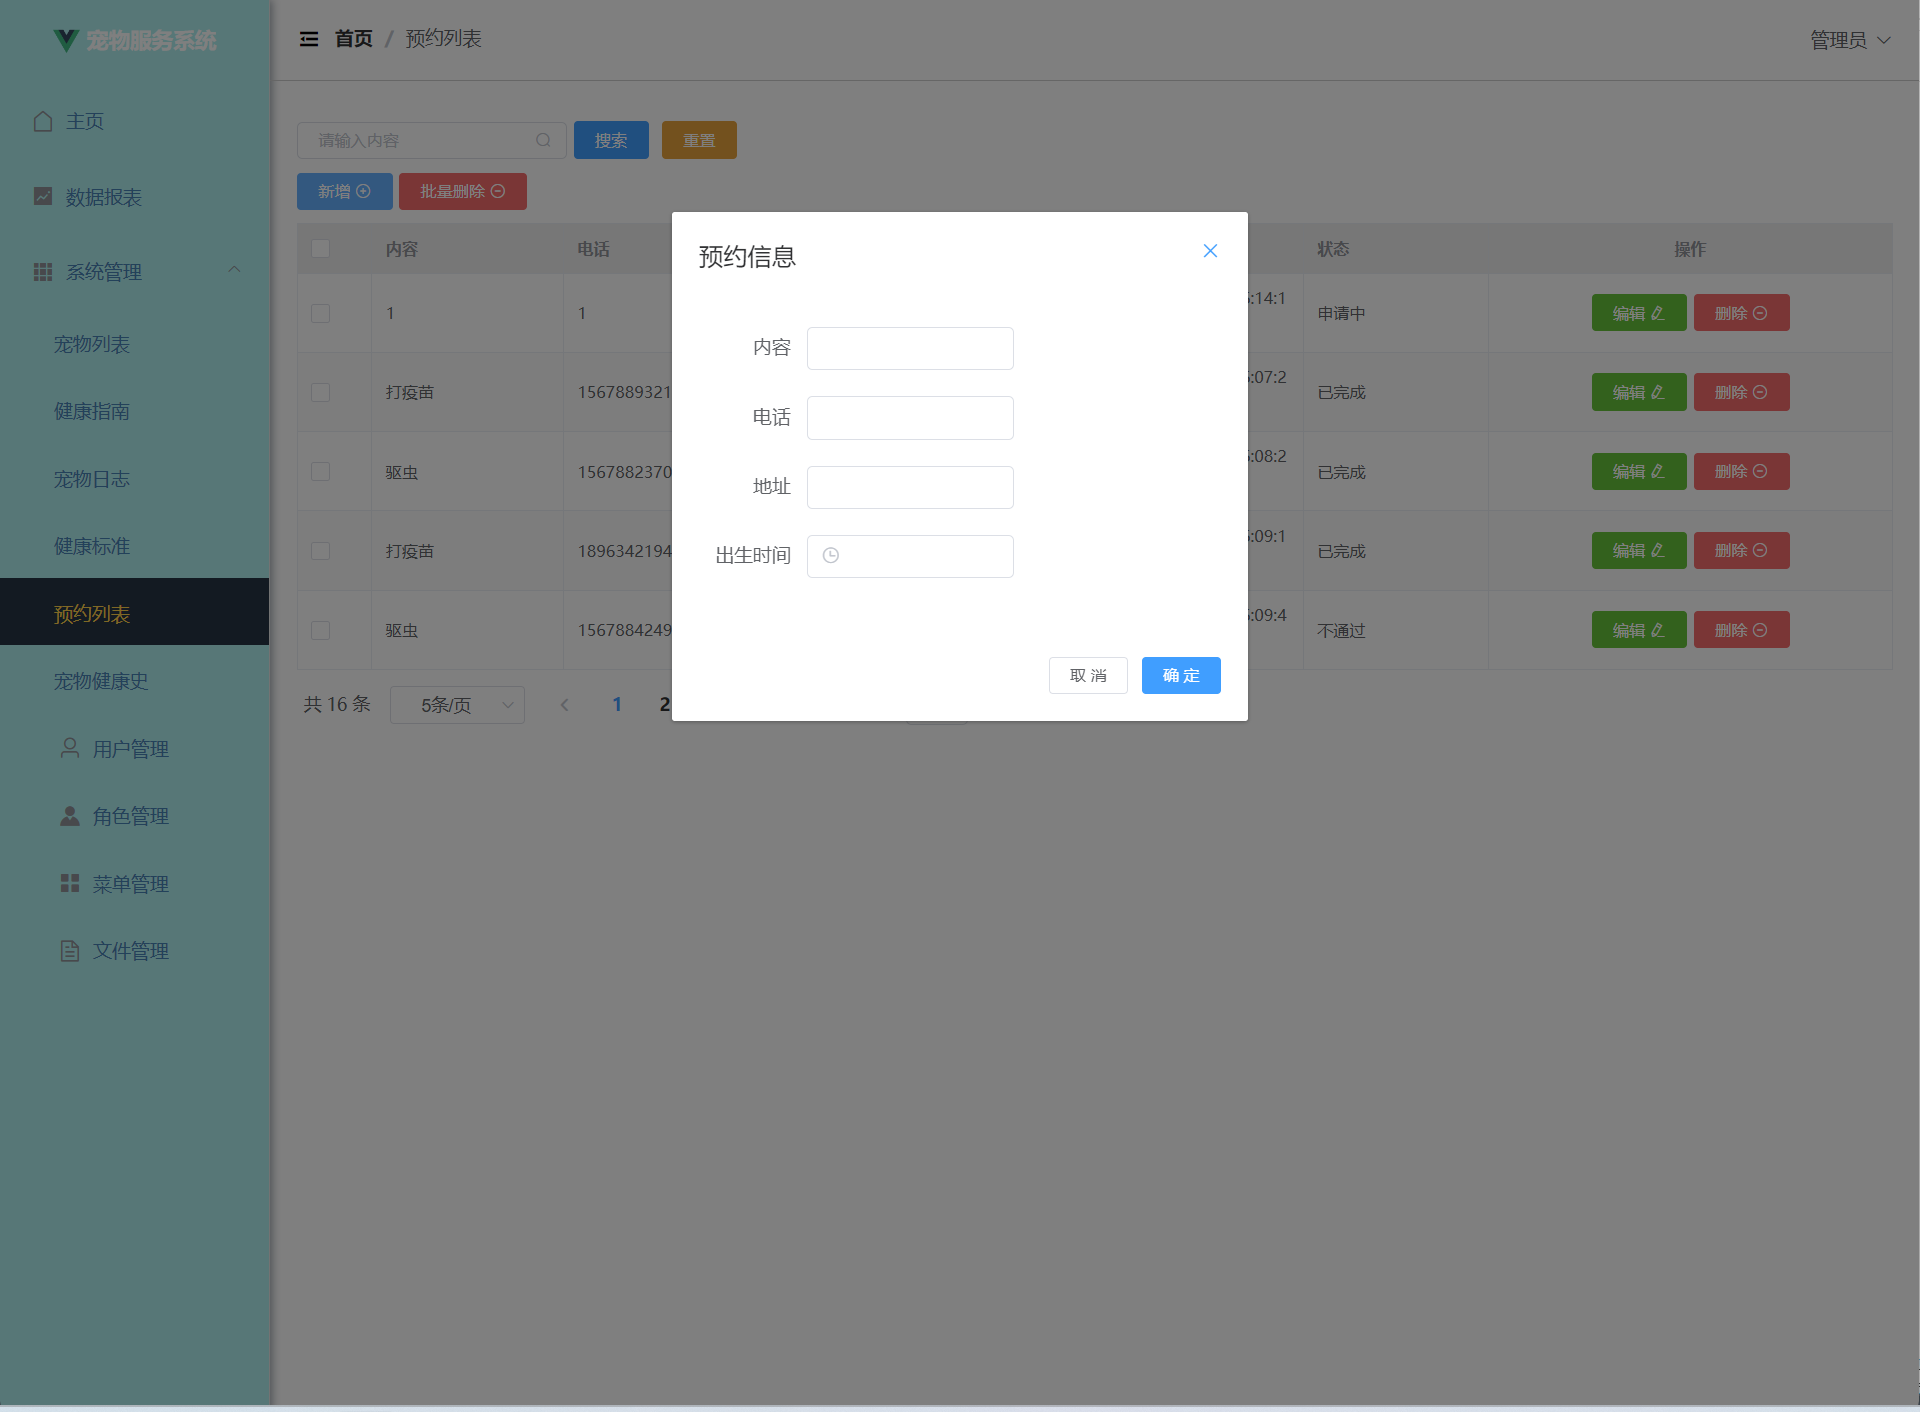 宠物服务系统
首页 / 预约列表
管理员
主页
数据报表
系统管理
宠物列表
健康指南
宠物日志
健康标准
预约列表
宠物健康史
用户管理
角色管理
菜单管理
文件管理
请输入内容
搜索
重置
新增
批量删除
内容 电话 状态 操作
1 1 :14:1 申请中 编辑 删除
打疫苗 1567889321 :07:2 已完成 编辑 删除
驱虫 1567882370 :08:2 已完成 编辑 删除
打疫苗 1896342194 :09:1 已完成 编辑 删除
驱虫 1567884249 :09:4 不通过 编辑 删除
共 16 条 5条/页 1 2
预约信息
内容
电话
地址
出生时间
取 消
确 定